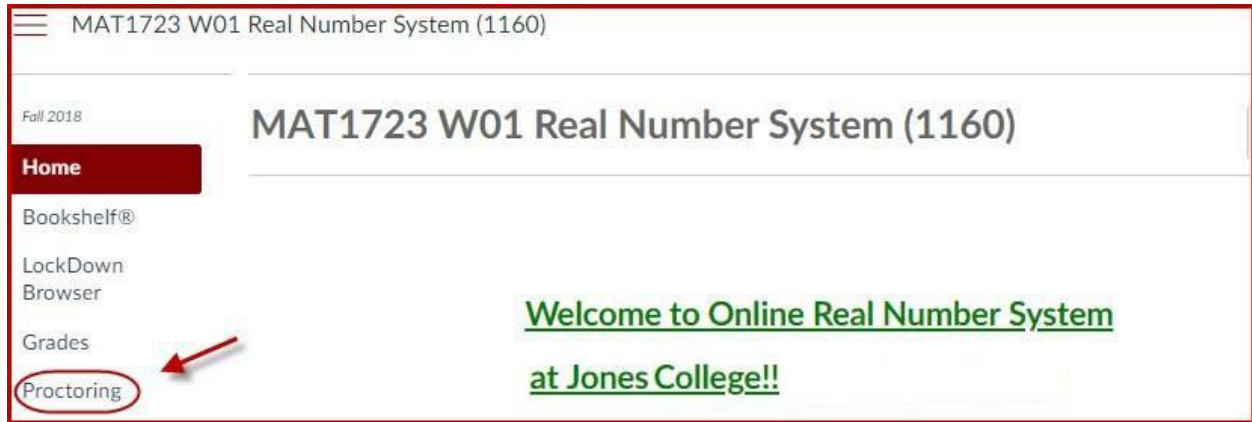 MAT1723 W01 Real Number System (1160)
Fall 2018
MAT1723 W01 Real Number System (1160)
Home
Bookshelf®
LockDown
Browser
Grades
Proctoring
Welcome to Online Real Number System
at Jones College!!